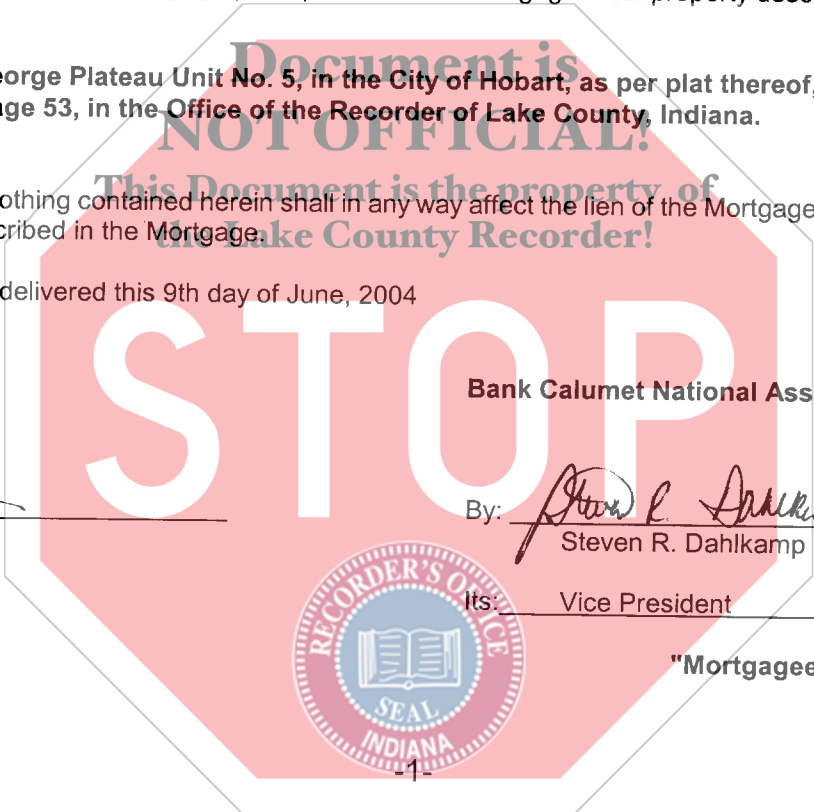 Document is
eorge Plateau Unit No. 5, in the City of Hobart, as per plat thereof,
ge 53, in the Office of the Recorder of Lake County, Indiana.
NOT OFFICIAL!
This Document is the property of
othing contained herein shall in any way affect the lien of the Mortgage
cribed in the Mortgage.
the Lake County Recorder!
delivered this 9th day of June, 2004
STOP
Bank Calumet National Ass
By: Steven R. Dahlkamp
Steven R. Dahlkamp
Its: Vice President
"Mortgagee
RECORDER'S OFFICE
SEAL
INDIANA
-1-